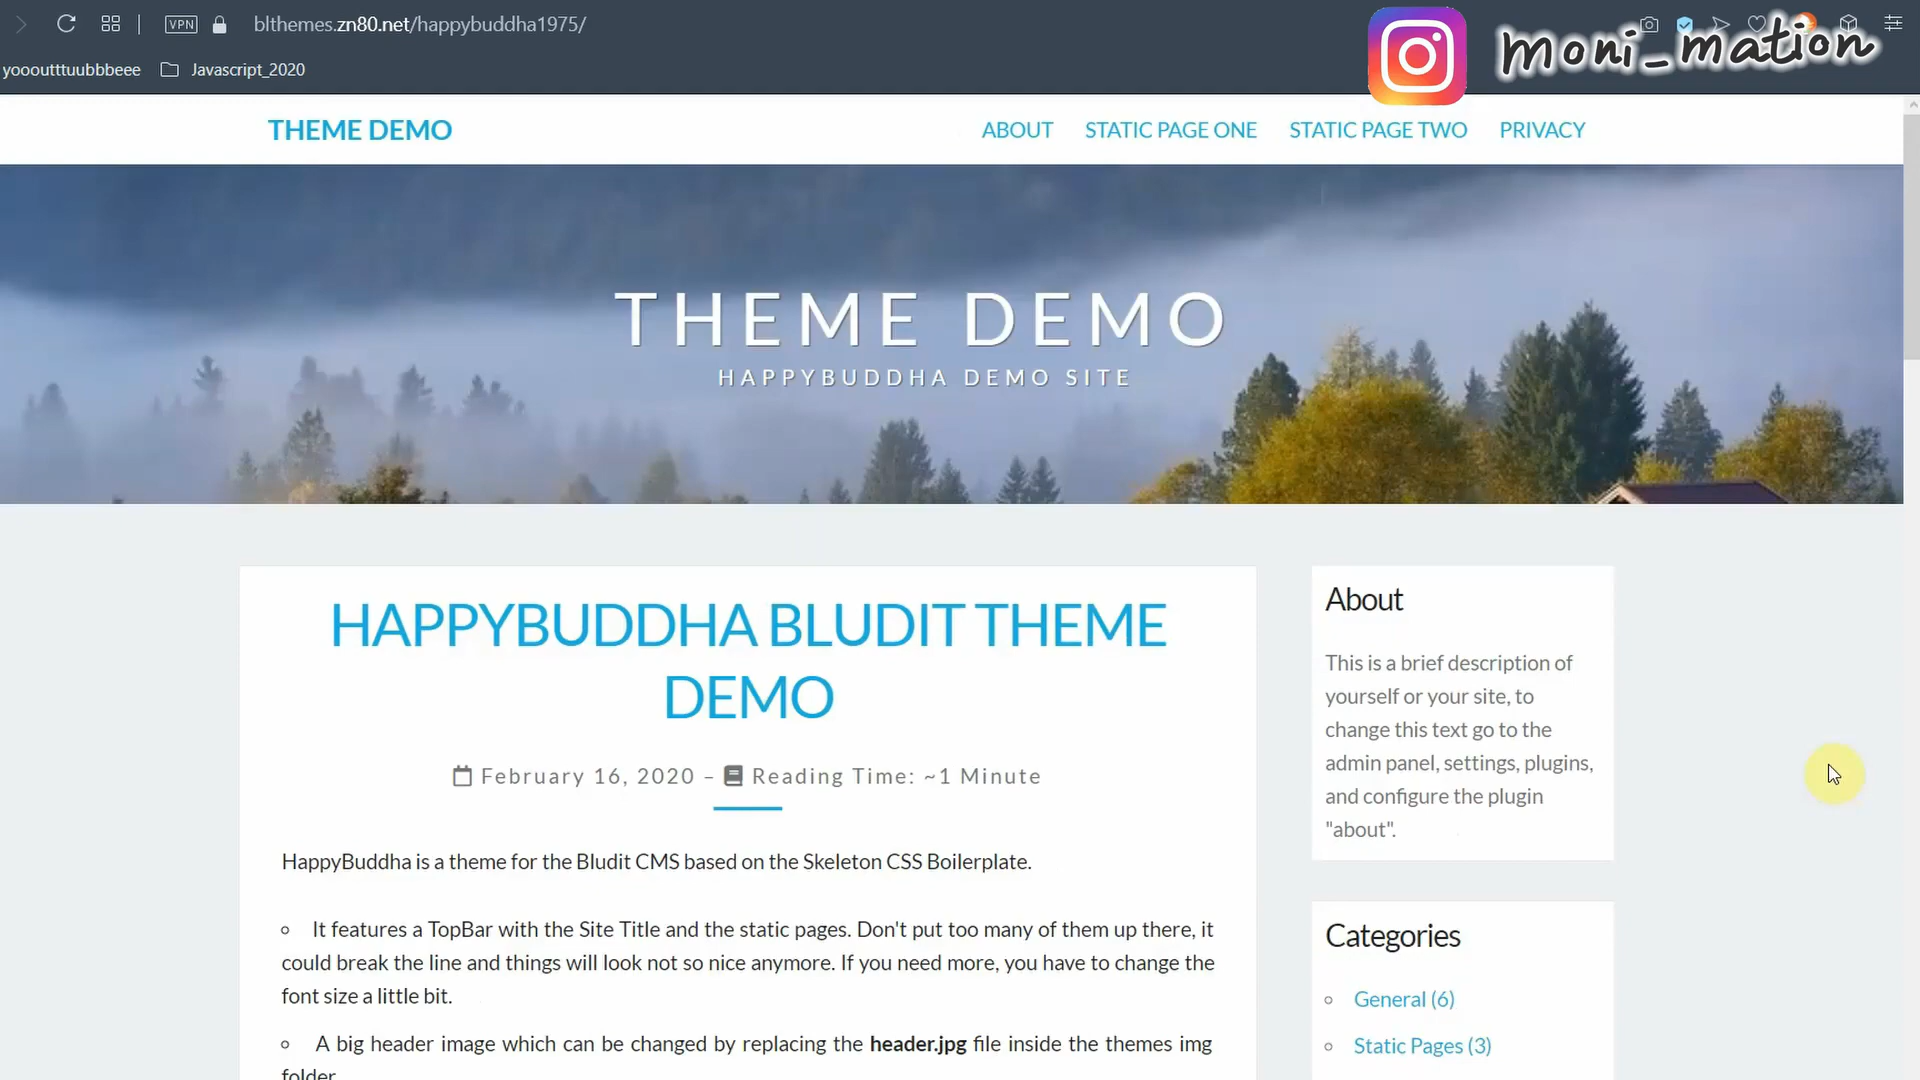 VPN
blthemes.zn80.net/happybuddha1975/
moni_mation
yooouttuubbbeee
Javascript_2020
THEME DEMO
ABOUT STATIC PAGE ONE STATIC PAGE TWO PRIVACY
THEME DEMO
HAPPYBUDDHA DEMO SITE
HAPPYBUDDHA BLUDIT THEME
DEMO
February 16, 2020 – Reading Time: ~1 Minute
HappyBuddha is a theme for the Bludit CMS based on the Skeleton CSS Boilerplate.
It features a TopBar with the Site Title and the static pages. Don't put too many of them up there, it
could break the line and things will look not so nice anymore. If you need more, you have to change the
font size a little bit.
A big header image which can be changed by replacing the header.jpg file inside the themes img
folder
About
This is a brief description of
yourself or your site, to
change this text go to the
admin panel, settings, plugins,
and configure the plugin
"about".
Categories
General (6)
Static Pages (3)